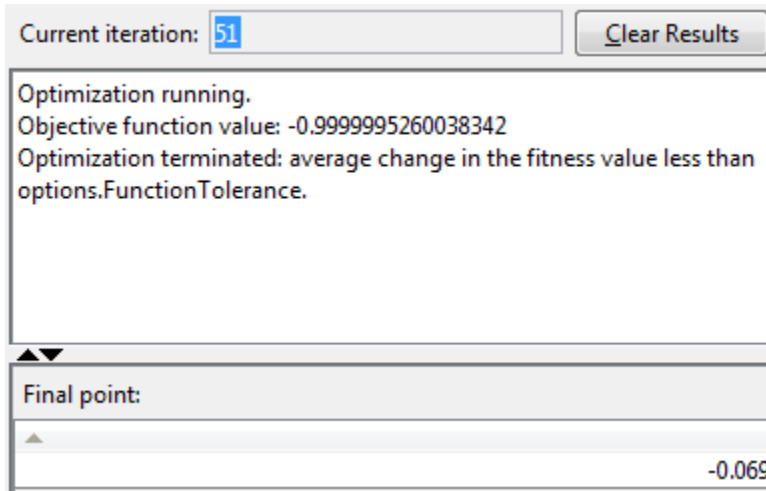 Current iteration: 51 Clear Results
Optimization running.
Objective function value: -0.9999995260038342
Optimization terminated: average change in the fitness value less than
options.FunctionTolerance.
Final point:
-0.069